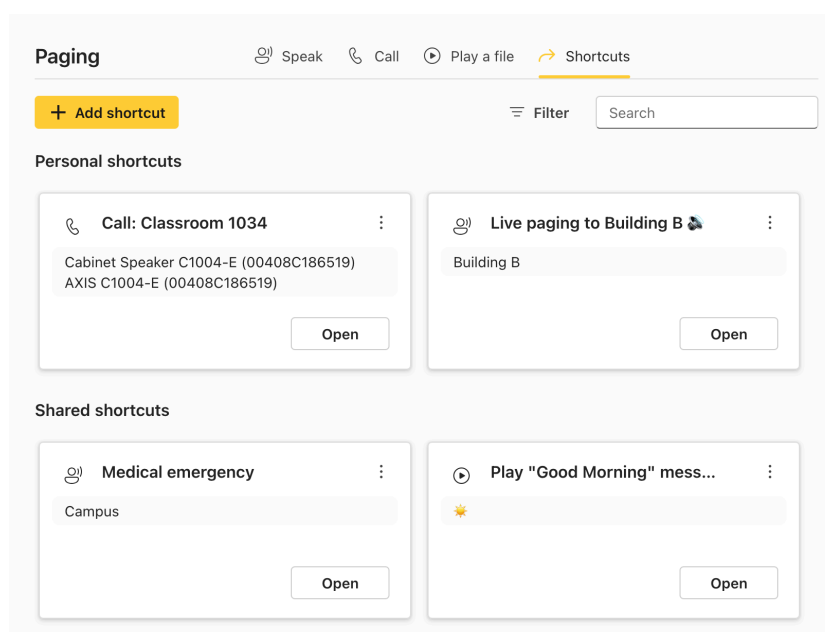 Paging
Speak
Call
Play a file
Shortcuts
+ Add shortcut
Filter
Search
Personal shortcuts
Call: Classroom 1034
Cabinet Speaker C1004-E (00408C186519)
AXIS C1004-E (00408C186519)
Open
Live paging to Building B 🔊
Building B
Open
Shared shortcuts
Medical emergency
Campus
Open
Play "Good Morning" mess...
☀️
Open